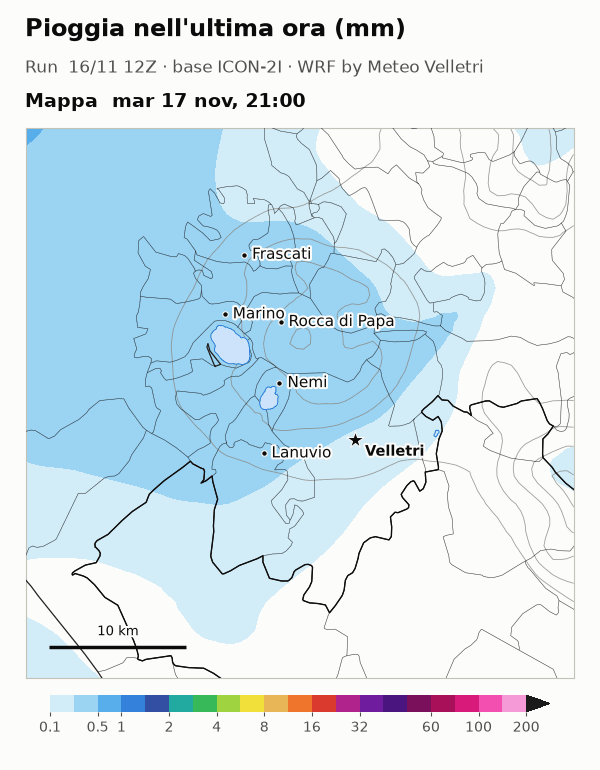 Pioggia nell'ultima ora (mm)
Run  16/11 12Z · base ICON-2I · WRF by Meteo Velletri
Mappa  mar 17 nov, 21:00
Frascati
Marino
Rocca di Papa
Nemi
Velletri
Lanuvio
10 km
0.1 0.5 1 2 4 8 16 32 60 100 200